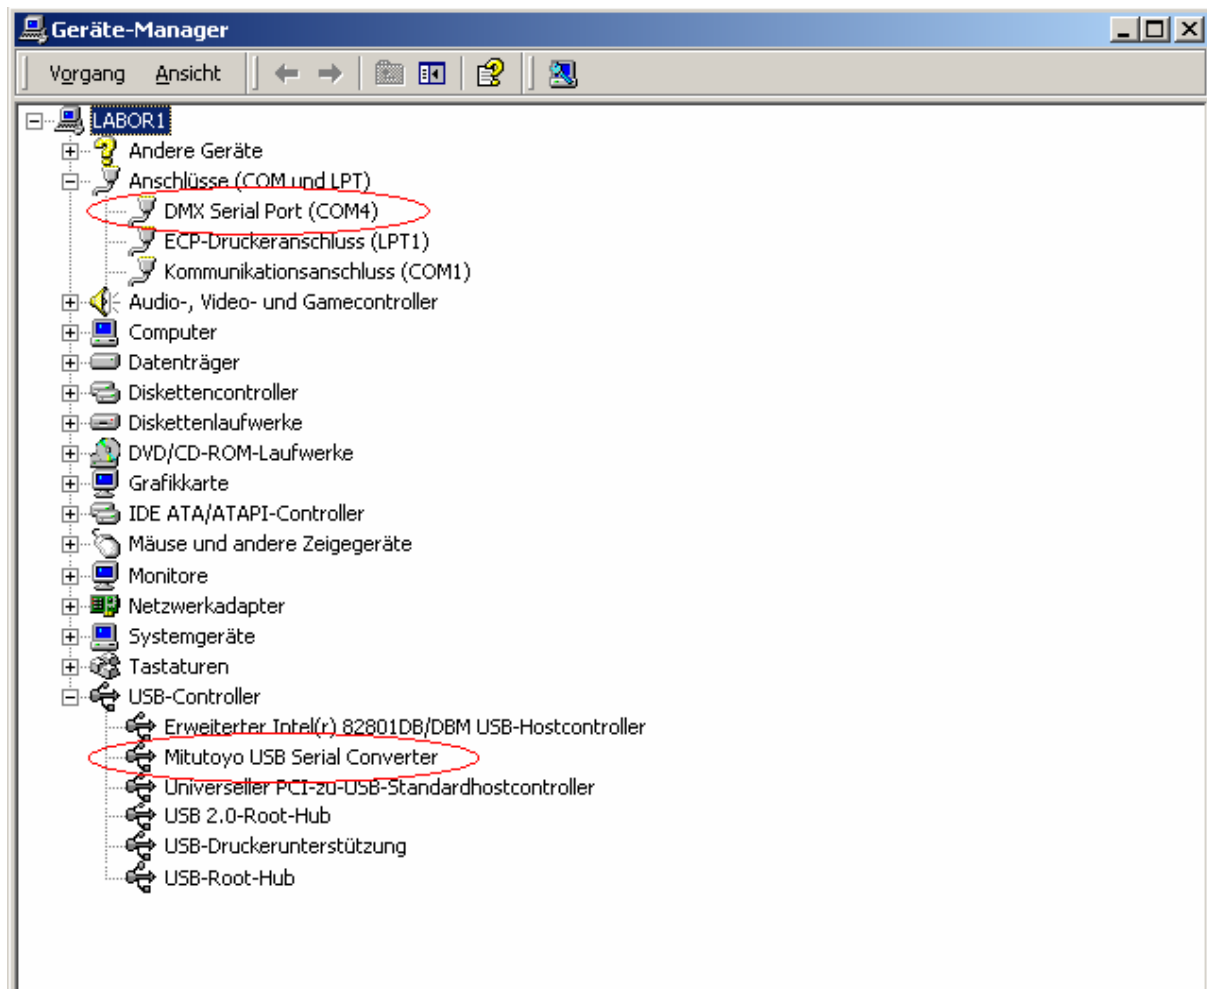 Geräte-Manager
Vorgang Ansicht
LABOR1
Andere Geräte
Anschlüsse (COM und LPT)
DMX Serial Port (COM4)
ECP-Druckeranschluss (LPT1)
Kommunikationsanschluss (COM1)
Audio-, Video- und Gamecontroller
Computer
Datenträger
Diskettencontroller
Diskettenlaufwerke
DVD/CD-ROM-Laufwerke
Grafikkarte
IDE ATA/ATAPI-Controller
Mäuse und andere Zeigegeräte
Monitore
Netzwerkadapter
Systemgeräte
Tastaturen
USB-Controller
Erweiterter Intel(r) 82801DB/DBM USB-Hostcontroller
Mitutoyo USB Serial Converter
Universeller PCI-zu-USB-Standardhostcontroller
USB 2.0-Root-Hub
USB-Druckerunterstützung
USB-Root-Hub